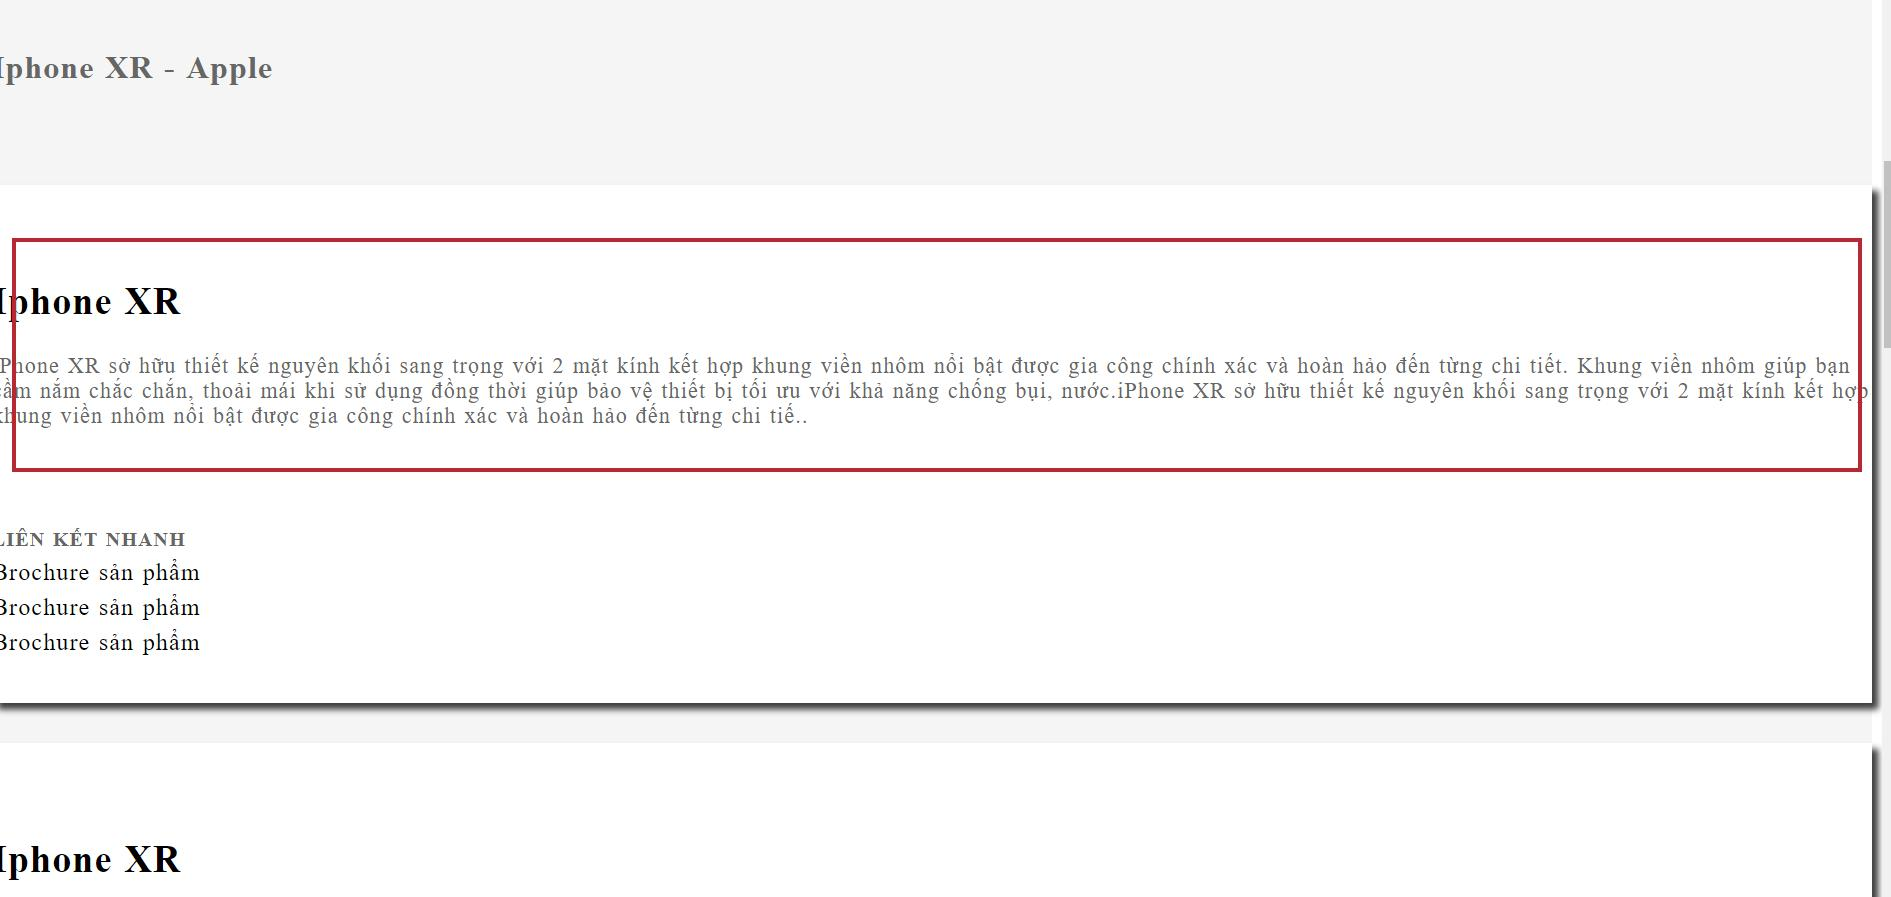 Iphone XR - Apple
Iphone XR
iPhone XR sở hữu thiết kế nguyên khối sang trọng với 2 mặt kính kết hợp khung viền nhôm nổi bật được gia công chính xác và hoàn hảo đến từng chi tiết. Khung viền nhôm giúp bạn
cầm nắm chắc chắn, thoải mái khi sử dụng đồng thời giúp bảo vệ thiết bị tối ưu với khả năng chống bụi, nước.iPhone XR sở hữu thiết kế nguyên khối sang trọng với 2 mặt kính kết hợp
khung viền nhôm nổi bật được gia công chính xác và hoàn hảo đến từng chi tiế..
LIÊN KẾT NHANH
Brochure sản phẩm
Brochure sản phẩm
Brochure sản phẩm
Iphone XR